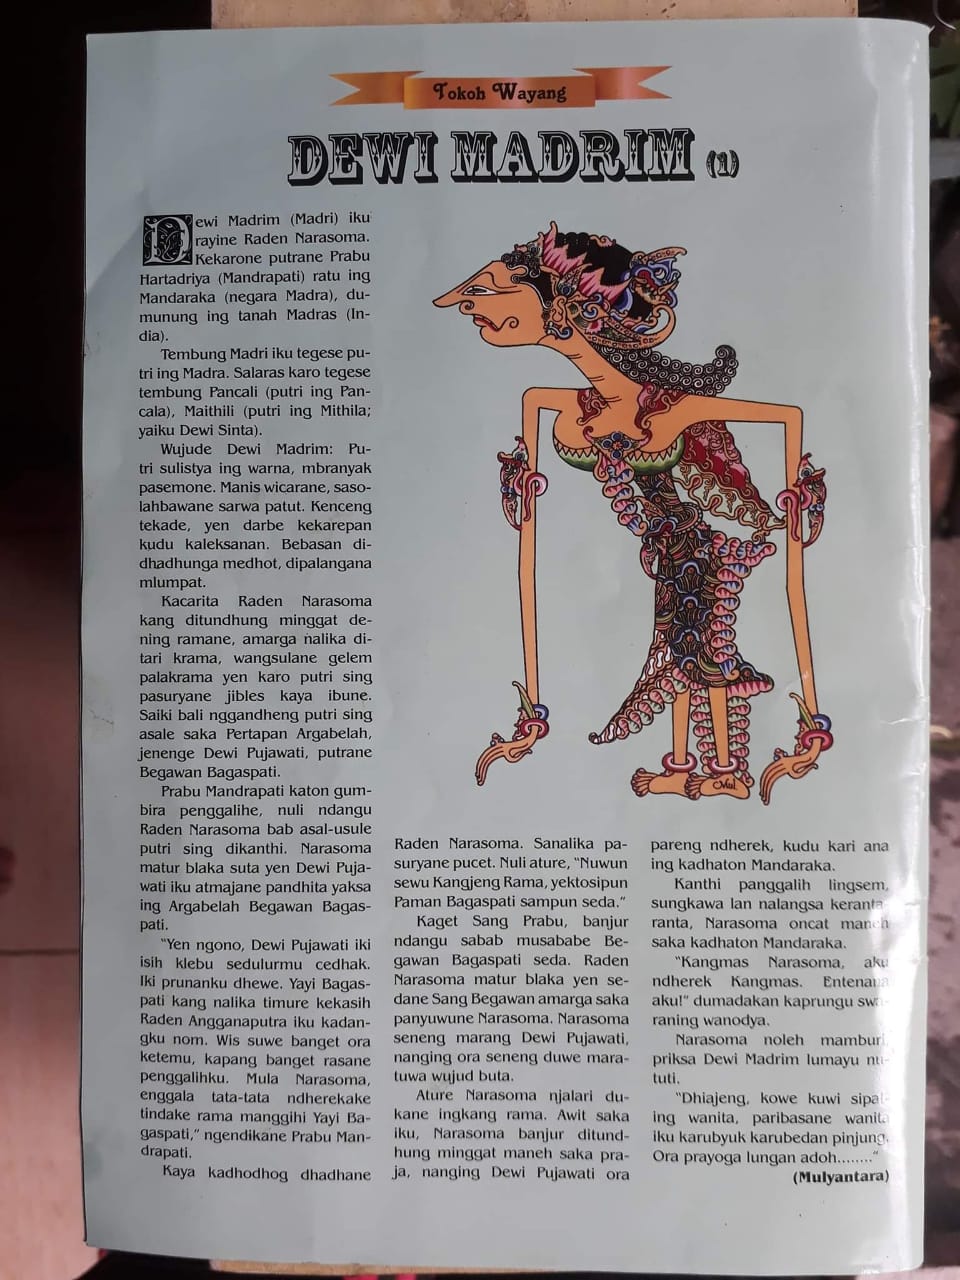 Tokoh Wayang
DEWI MADRIM (1)
Dewi Madrim (Madri) iku
rayine Raden Narasoma.
Kekarone putrane Prabu
Hartadriya (Mandrapati) ratu ing
Mandaraka (negara Madra), du-
munung ing tanah Madras (In-
dia).
Tembung Madri iku tegese pu-
tri ing Madra. Salaras karo tegese
tembung Pancali (putri ing Pan-
cala), Maithili (putri ing Mithila;
yaiku Dewi Sinta).
Wujude Dewi Madrim: Pu-
tri sulistya ing warna, mbranyak
pasemone. Manis wicarane, saso-
lahbawane sarwa patut. Kenceng
tekade, yen darbe kekarepan
kudu kaleksanan. Bebasan di-
dhadhunga medhot, dipalangana
mlumpat.
Kacarita Raden Narasoma
kang ditundhung minggat de-
ning ramane, amarga nalika di-
tari krama, wangsulane gelem
palakrama yen karo putri sing
pasuryane jibles kaya ibune.
Saiki bali nggandheng putri sing
asale saka Pertapan Argabelah,
jenenge Dewi Pujawati, putrane
Begawan Bagaspati.
Prabu Mandrapati katon gum-
bira penggalihe, nuli ndangu
Raden Narasoma bab asal-usule
putri sing dikanthi. Narasoma
matur blaka suta yen Dewi Puja-
wati iku atmajane pandhita yaksa
ing Argabelah Begawan Bagas-
pati.
"Yen ngono, Dewi Pujawati iki
isih klebu sedulurmu cedhak.
Iki prunanku dhewe. Yayi Bagas-
pati kang nalika timure kekasih
Raden Angganaputra iku kadan-
gku nom. Wis suwe banget ora
ketemu, kapang banget rasane
penggalihku. Mula Narasoma,
enggala tata-tata ndherekake
tindake rama manggihi Yayi Ba-
gaspati," ngendikane Prabu Man-
drapati.
Kaya kadhodhog dhadhane
Raden Narasoma. Sanalika pa-
suryane pucet. Nuli ature, "Nuwun
sewu Kangjeng Rama, yektosipun
Paman Bagaspati sampun seda."
Kaget Sang Prabu, banjur
ndangu sabab musababe Be-
gawan Bagaspati seda. Raden
Narasoma matur blaka yen se-
dane Sang Begawan amarga saka
panyuwune Narasoma. Narasoma
seneng marang Dewi Pujawati,
nanging ora seneng duwe mara-
tuwa wujud buta.
Ature Narasoma njalari du-
kane ingkang rama. Awit saka
iku, Narasoma banjur ditund-
hung minggat maneh saka pra-
ja, nanging Dewi Pujawati ora
pareng ndherek, kudu kari ana
ing kadhaton Mandaraka.
Kanthi panggalih lingsem,
sungkawa lan nalangsa keranta-
ranta, Narasoma oncat maneh
saka kadhaton Mandaraka.
"Kangmas Narasoma, aku
ndherek Kangmas. Entenana
aku!" dumadakan kaprungu swa-
raning wanodya.
Narasoma noleh mamburi,
priksa Dewi Madrim lumayu nu-
tuti.
"Dhiajeng, kowe kuwi sipat-
ing wanita, paribasane wanita
iku karubyuk karubedan pinjung.
Ora prayoga lungan adoh........"
(Mulyantara)
Mul.